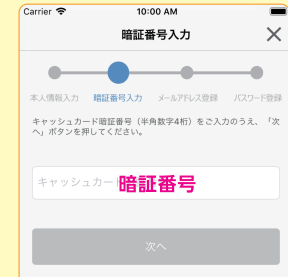 Carrier 10:00 AM
暗証番号入力
本人情報入力 暗証番号入力 メールアドレス登録 パスワード登録
キャッシュカード暗証番号（半角数字4桁）をご入力のうえ、「次
へ」ボタンを押してください。
キャッシュカー 暗証番号
次へ